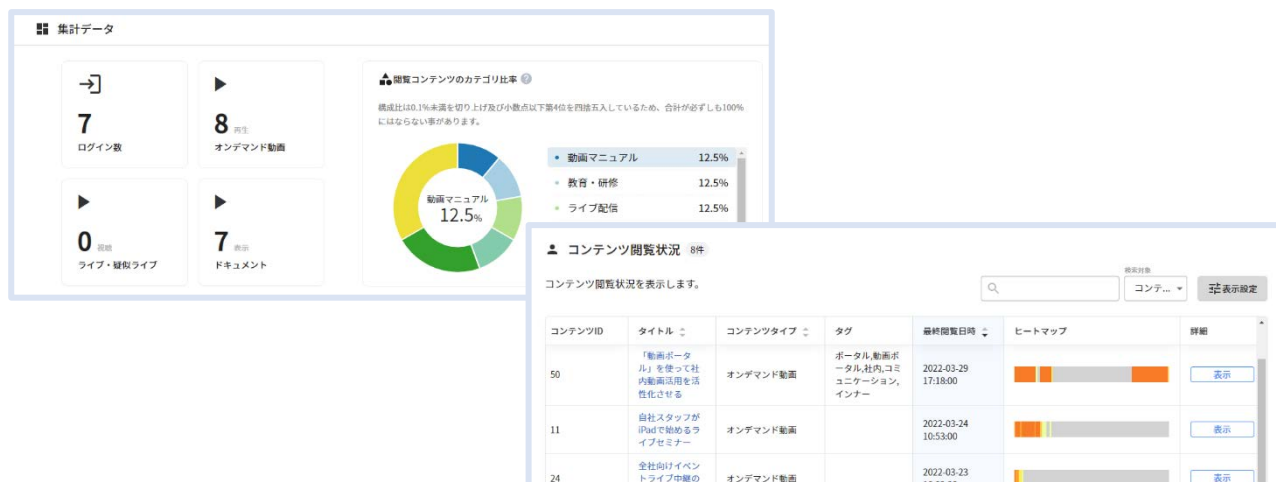 集計データ
7
ログイン数
8 再生
オンデマンド動画
0 視聴
ライブ・疑似ライブ
7 表示
ドキュメント
閲覧コンテンツのカテゴリ比率
構成比は0.1%未満を切り上げ及び小数点以下第4位を四捨五入しているため、合計が必ずしも100%
にはならない事があります。
動画マニュアル
12.5%
動画マニュアル 12.5%
教育・研修 12.5%
ライブ配信 12.5%
コンテンツ閲覧状況 8件
コンテンツ閲覧状況を表示します。
検索対象
コンテ...
表示設定
コンテンツID タイトル コンテンツタイプ タグ 最終閲覧日時 ヒートマップ 詳細
50
「動画ポータ
ル」を使って社
内動画活用を活
性化させる
オンデマンド動画
ポータル,動画ポ
ータル,社内,コミ
ュニケーション,
インナー
2022-03-29
17:18:00
表示
11
自社スタッフが
iPadで始めるラ
イブセミナー
オンデマンド動画
2022-03-24
10:53:00
表示
24
全社向けイベン
トライブ中継の
オンデマンド動画
2022-03-23
表示